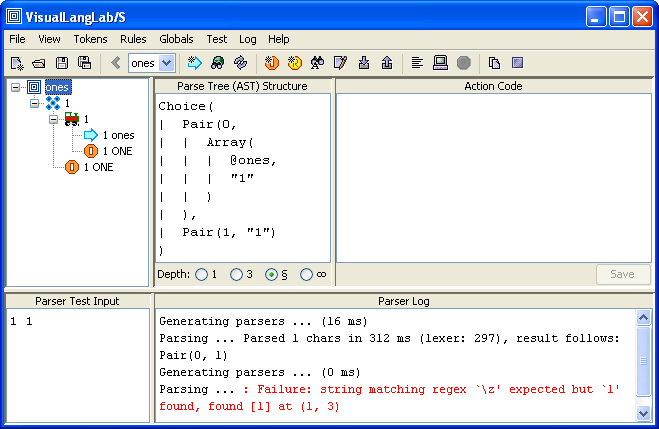 VisualLangLab/S
File View Tokens Rules Globals Test Log Help
ones
ones
1
1
1 ones
1 ONE
1 ONE
Parse Tree (AST) Structure
Choice(
| Pair(0,
| | Array(
| | | @ones,
| | | "1"
| | )
| ),
| Pair(1, "1")
)
Depth: 1 3 § ∞
Action Code
Save
Parser Test Input
1 1
Parser Log
Generating parsers ... (16 ms)
Parsing ... Parsed 1 chars in 312 ms (lexer: 297), result follows:
Pair(0, 1)
Generating parsers ... (0 ms)
Parsing ... : Failure: string matching regex `\z' expected but `1'
found, found [1] at (1, 3)